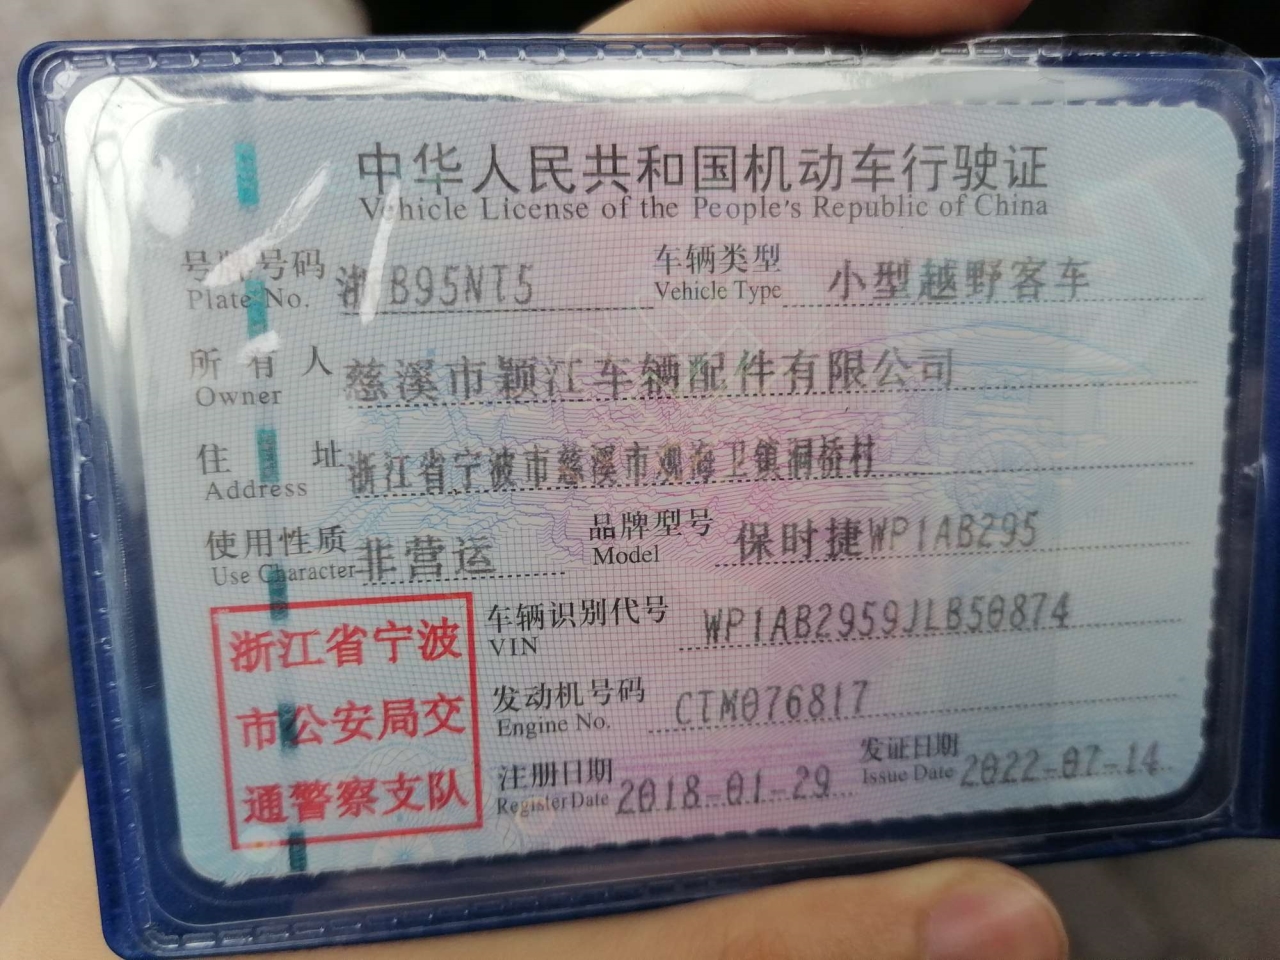 中华人民共和国机动车行驶证
Vehicle License of the People's Republic of China
号牌号码 浙B95NT5 车辆类型 小型越野客车
Plate No. Vehicle Type
所有人 慈溪市颖江车辆配件有限公司
Owner
住址 浙江省宁波市慈溪市观海卫镇洞桥村
Address
使用性质 非营运 品牌型号 保时捷WP1AB295
Use Character Model
浙江省宁波
市公安局交
通警察支队
车辆识别代号 WP1AB2959JLB50874
VIN
发动机号码 CTM076817
Engine No.
注册日期 2018-01-29 发证日期 2022-07-14
Register Date Issue Date